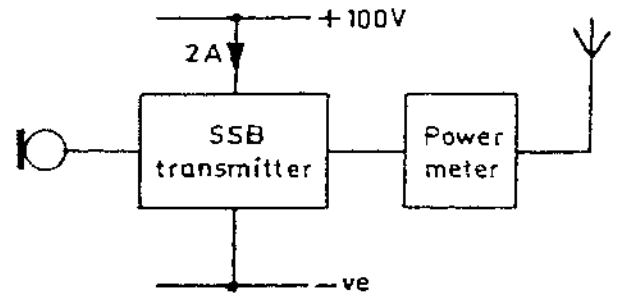 +100V
2A
SSB
transmitter
Power
meter
-ve